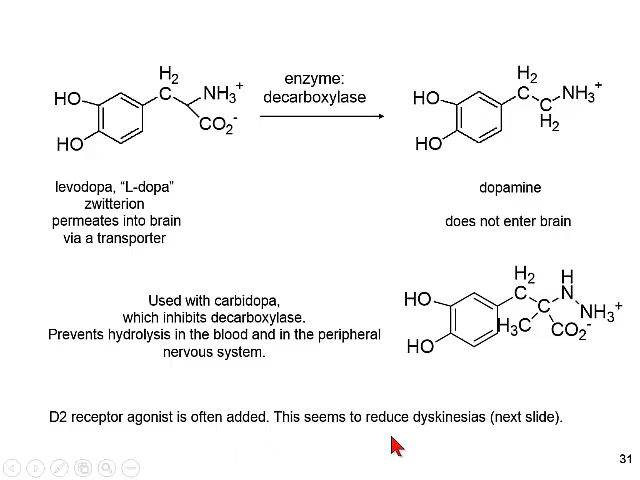 H2
C
NH3+
HO
HO
CO2-
enzyme:
decarboxylase
H2
C
NH3+
C
H2
HO
HO
levodopa, “L-dopa”
zwitterion
permeates into brain
via a transporter
dopamine
does not enter brain
Used with carbidopa,
which inhibits decarboxylase.
Prevents hydrolysis in the blood and in the peripheral
nervous system.
H2
C
H
N
C
NH3+
HO
HO
H3C
CO2-
D2 receptor agonist is often added. This seems to reduce dyskinesias (next slide).
31